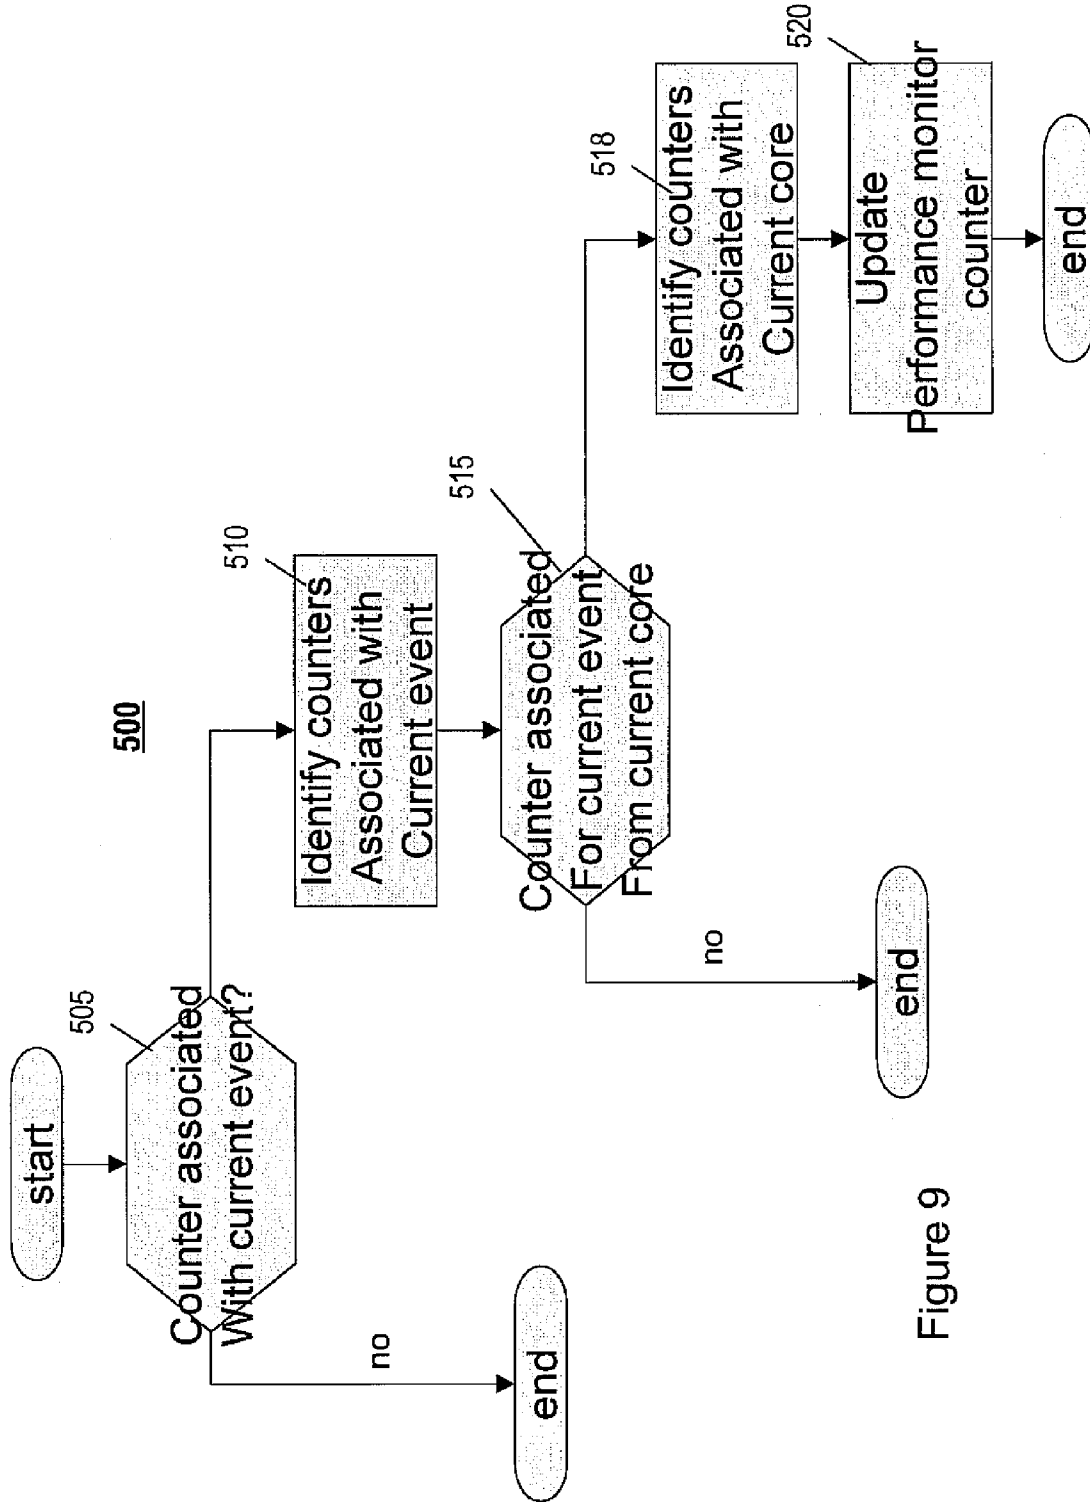 500
start
505
Counter associated
With current event?
no
end
510
Identify counters
Associated with
Current event
515
Counter associated
For current event
From current core
no
end
518
Identify counters
Associated with
Current core
520
Update
Performance monitor
counter
end
Figure 9